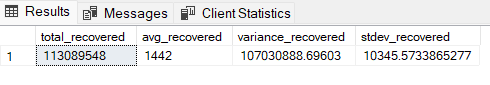 Results Messages Client Statistics
total_recovered avg_recovered variance_recovered stdev_recovered
1 113089548 1442 107030888.69603 10345.5733865277